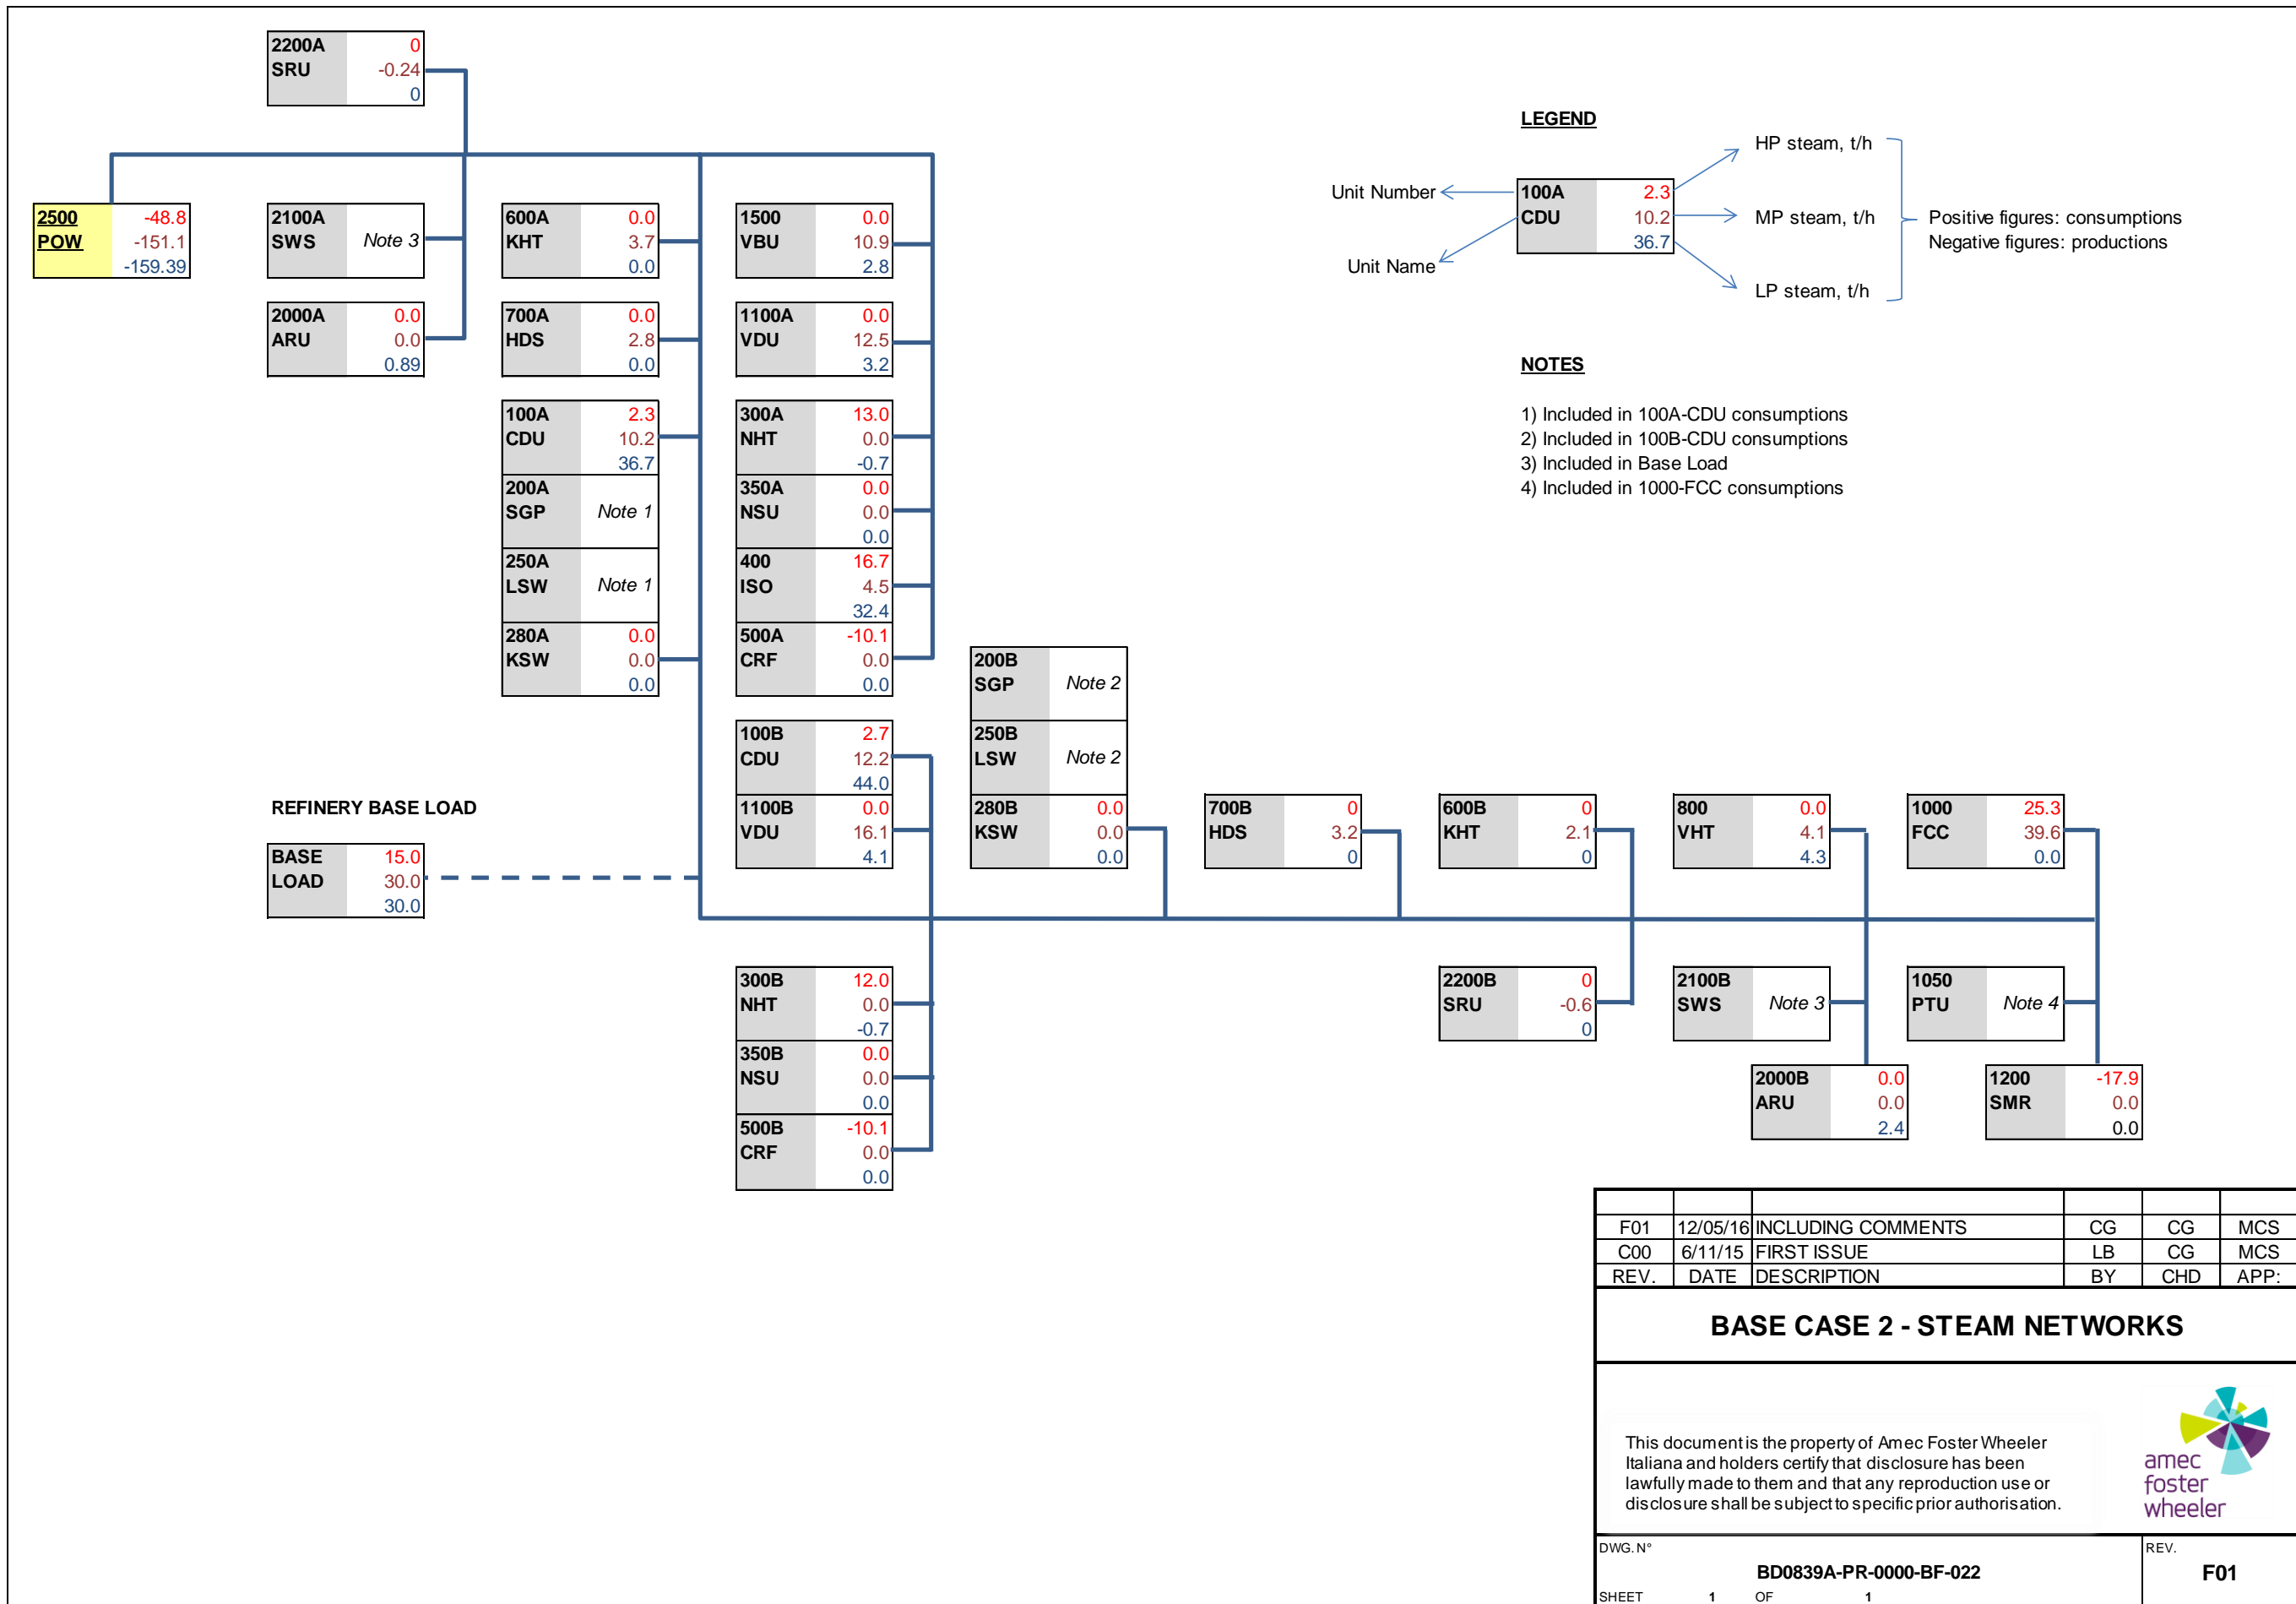 2200A 0
SRU -0.24
0
LEGEND
HP steam, t/h
Unit Number
100A 2.3
CDU 10.2
36.7
MP steam, t/h
Positive figures: consumptions
Negative figures: productions
Unit Name
LP steam, t/h
2500 -48.8
POW -151.1
-159.39
2100A
SWS Note 3
600A 0.0
KHT 3.7
0.0
1500 0.0
VBU 10.9
2.8
2000A 0.0
ARU 0.0
0.89
700A 0.0
HDS 2.8
0.0
1100A 0.0
VDU 12.5
3.2
NOTES
1) Included in 100A-CDU consumptions
2) Included in 100B-CDU consumptions
3) Included in Base Load
4) Included in 1000-FCC consumptions
100A 2.3
CDU 10.2
36.7
200A
SGP Note 1
250A
LSW Note 1
280A 0.0
KSW 0.0
0.0
300A 13.0
NHT 0.0
-0.7
350A 0.0
NSU 0.0
0.0
400 16.7
ISO 4.5
32.4
500A -10.1
CRF 0.0
0.0
200B
SGP Note 2
250B
LSW Note 2
280B 0.0
KSW 0.0
0.0
100B 2.7
CDU 12.2
44.0
1100B 0.0
VDU 16.1
4.1
REFINERY BASE LOAD
BASE 15.0
LOAD 30.0
30.0
700B 0
HDS 3.2
0
600B 0
KHT 2.1
0
800 0.0
VHT 4.1
4.3
1000 25.3
FCC 39.6
0.0
300B 12.0
NHT 0.0
-0.7
350B 0.0
NSU 0.0
0.0
500B -10.1
CRF 0.0
0.0
2200B 0
SRU -0.6
0
2100B
SWS Note 3
1050
PTU Note 4
2000B 0.0
ARU 0.0
2.4
1200 -17.9
SMR 0.0
0.0
F01 12/05/16 INCLUDING COMMENTS CG CG MCS
C00 6/11/15 FIRST ISSUE LB CG MCS
REV. DATE DESCRIPTION BY CHD APP:
BASE CASE 2 - STEAM NETWORKS
This document is the property of Amec Foster Wheeler
Italiana and holders certify that disclosure has been
lawfully made to them and that any reproduction use or
disclosure shall be subject to specific prior authorisation.
amec
foster
wheeler
DWG. N° REV.
BD0839A-PR-0000-BF-022 F01
SHEET 1 OF 1